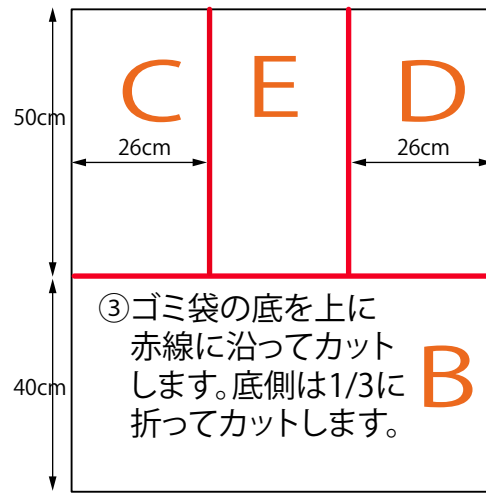 C E D
50cm
26cm 26cm
③ゴミ袋の底を上に
赤線に沿ってカット
します。底側は1/3に
折ってカットします。
B
40cm